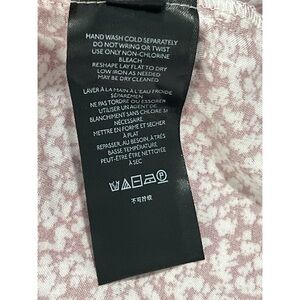 HAND WASH COLD SEPARATELY
DO NOT WRING OR TWIST
USE ONLY NON-CHLORINE
BLEACH
RESHAPE LAY FLAT TO DRY
LOW IRON AS NEEDED
MAY BE DRY CLEANED
LAVER À LA MAIN À L'EAU FROIDE
SÉPARÉMENT
NE PAS TORDRE OU ESSORER
UTILISER UN AGENT DE
BLANCHIMENT SANS CHLORE SI
NÉCESSAIRE
METTRE EN FORME ET SÉCHER
À PLAT
REPASSER, AU BESOIN, À TRÈS
BASSE TEMPÉRATURE
PEUT-ÊTRE ÊTRE NETTOYÉE
À SEC
不可拧绞